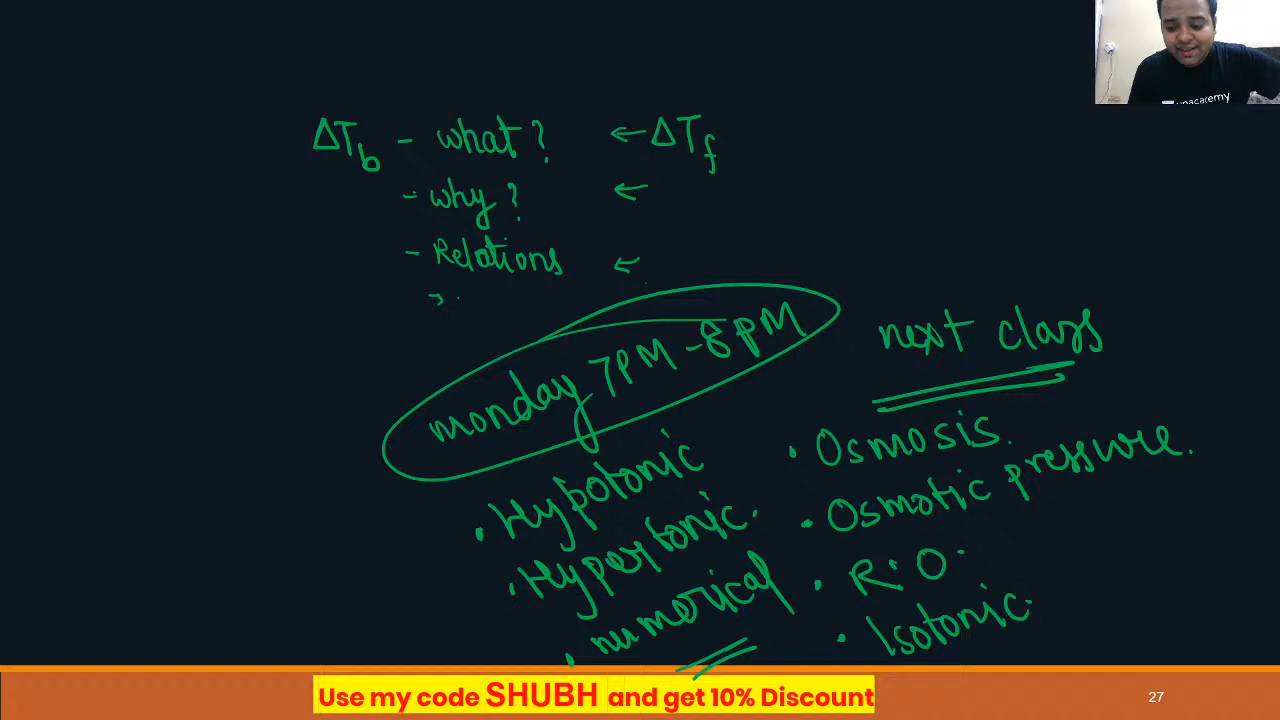 ΔT_b - what? ← ΔT_f
- why? ←
- Relations ←
monday 7PM - 8PM
next class
• Hypotonic
• Hypertonic.
• numerical
• Osmosis.
• Osmotic pressure.
• R.O.
• Isotonic.
unacademy
Use my code SHUBH and get 10% Discount
27